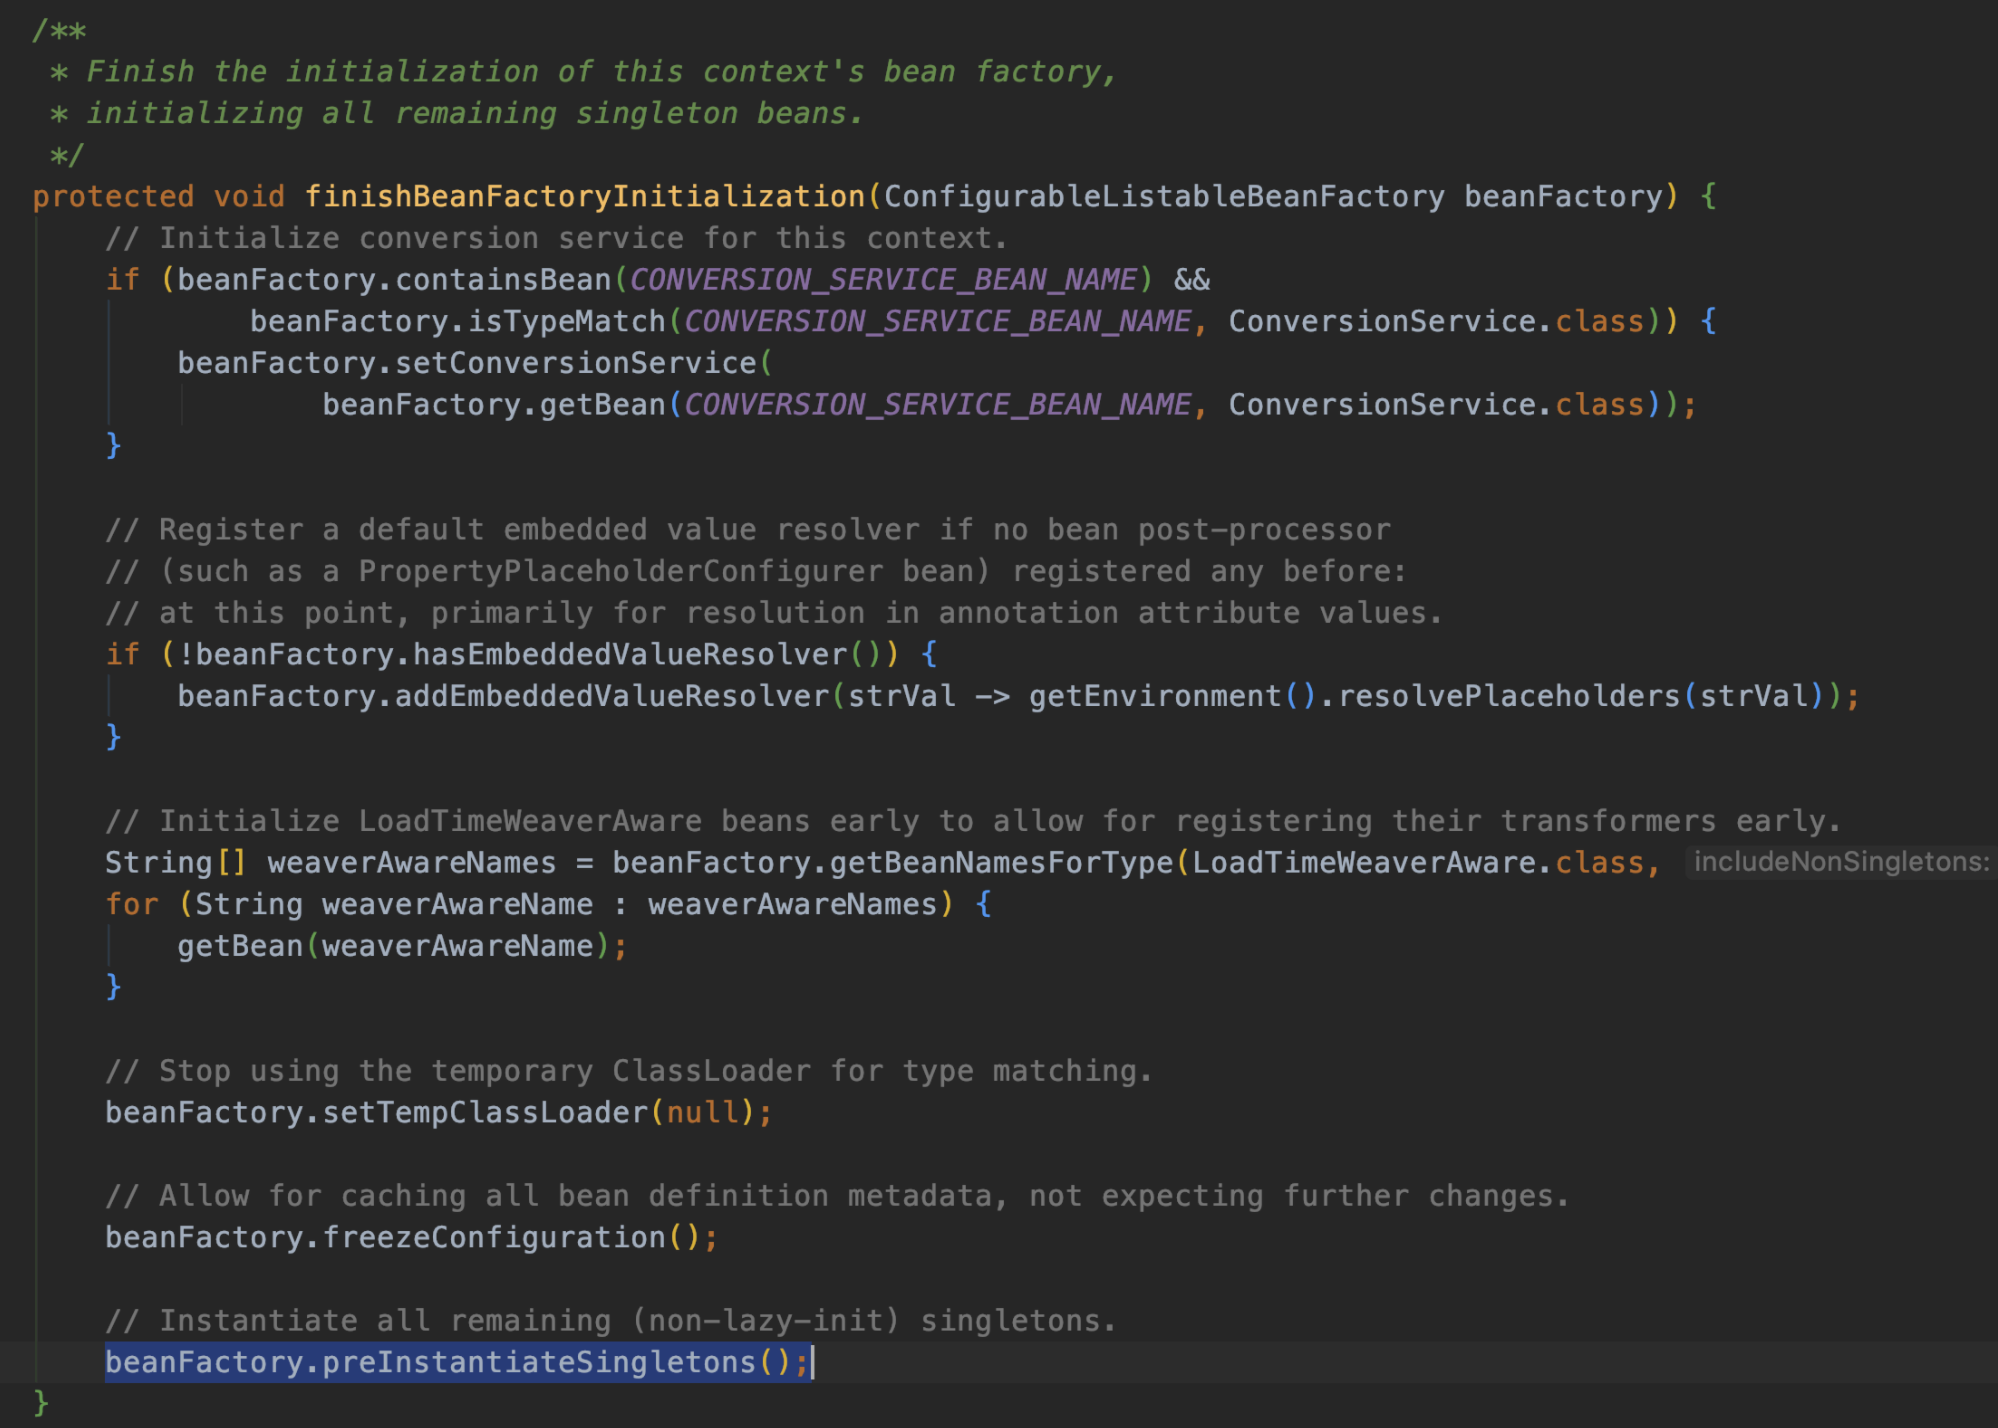 /**
 * Finish the initialization of this context's bean factory,
 * initializing all remaining singleton beans.
 */
protected void finishBeanFactoryInitialization(ConfigurableListableBeanFactory beanFactory) {
    // Initialize conversion service for this context.
    if (beanFactory.containsBean(CONVERSION_SERVICE_BEAN_NAME) &&
            beanFactory.isTypeMatch(CONVERSION_SERVICE_BEAN_NAME, ConversionService.class)) {
        beanFactory.setConversionService(
                beanFactory.getBean(CONVERSION_SERVICE_BEAN_NAME, ConversionService.class));
    }
    // Register a default embedded value resolver if no bean post-processor
    // (such as a PropertyPlaceholderConfigurer bean) registered any before:
    // at this point, primarily for resolution in annotation attribute values.
    if (!beanFactory.hasEmbeddedValueResolver()) {
        beanFactory.addEmbeddedValueResolver(strVal -> getEnvironment().resolvePlaceholders(strVal));
    }
    // Initialize LoadTimeWeaverAware beans early to allow for registering their transformers early.
    String[] weaverAwareNames = beanFactory.getBeanNamesForType(LoadTimeWeaverAware.class, includeNonSingletons:
    for (String weaverAwareName : weaverAwareNames) {
        getBean(weaverAwareName);
    }
    // Stop using the temporary ClassLoader for type matching.
    beanFactory.setTempClassLoader(null);
    // Allow for caching all bean definition metadata, not expecting further changes.
    beanFactory.freezeConfiguration();
    // Instantiate all remaining (non-lazy-init) singletons.
    beanFactory.preInstantiateSingletons();
}